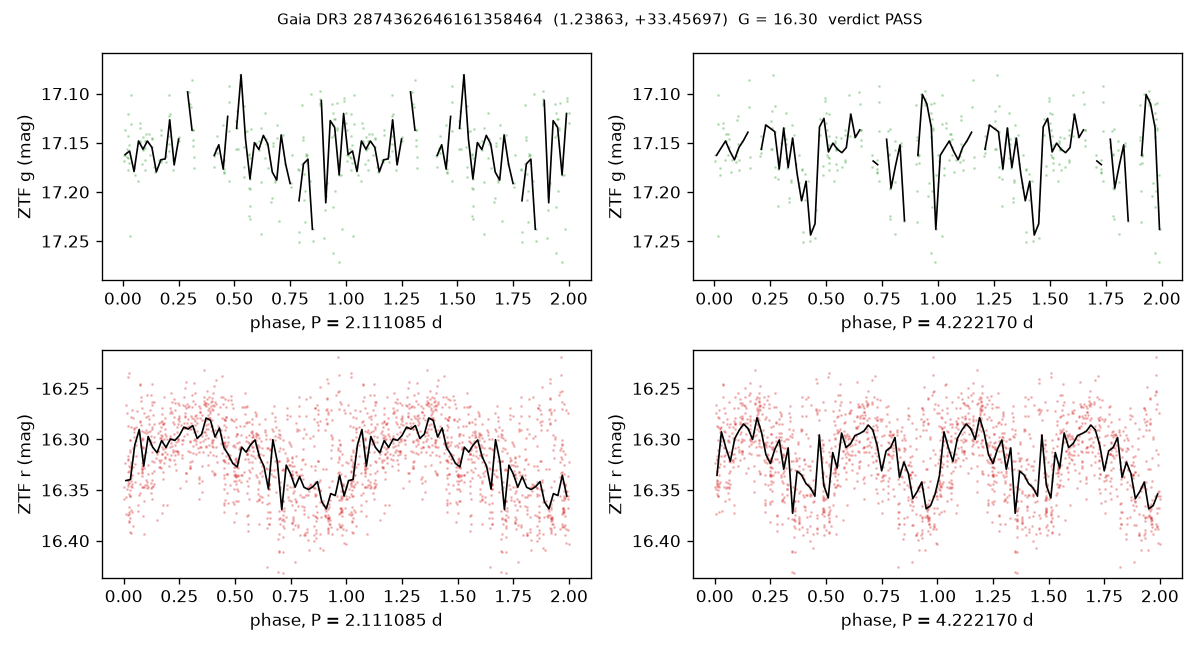 Gaia DR3 2874362646161358464 (1.23863, +33.45697) G = 16.30 verdict PASS
ZTF g (mag)
17.10
17.15
17.20
17.25
0.00 0.25 0.50 0.75 1.00 1.25 1.50 1.75 2.00
phase, P = 2.111085 d
ZTF g (mag)
17.10
17.15
17.20
17.25
0.00 0.25 0.50 0.75 1.00 1.25 1.50 1.75 2.00
phase, P = 4.222170 d
ZTF r (mag)
16.25
16.30
16.35
16.40
0.00 0.25 0.50 0.75 1.00 1.25 1.50 1.75 2.00
phase, P = 2.111085 d
ZTF r (mag)
16.25
16.30
16.35
16.40
0.00 0.25 0.50 0.75 1.00 1.25 1.50 1.75 2.00
phase, P = 4.222170 d